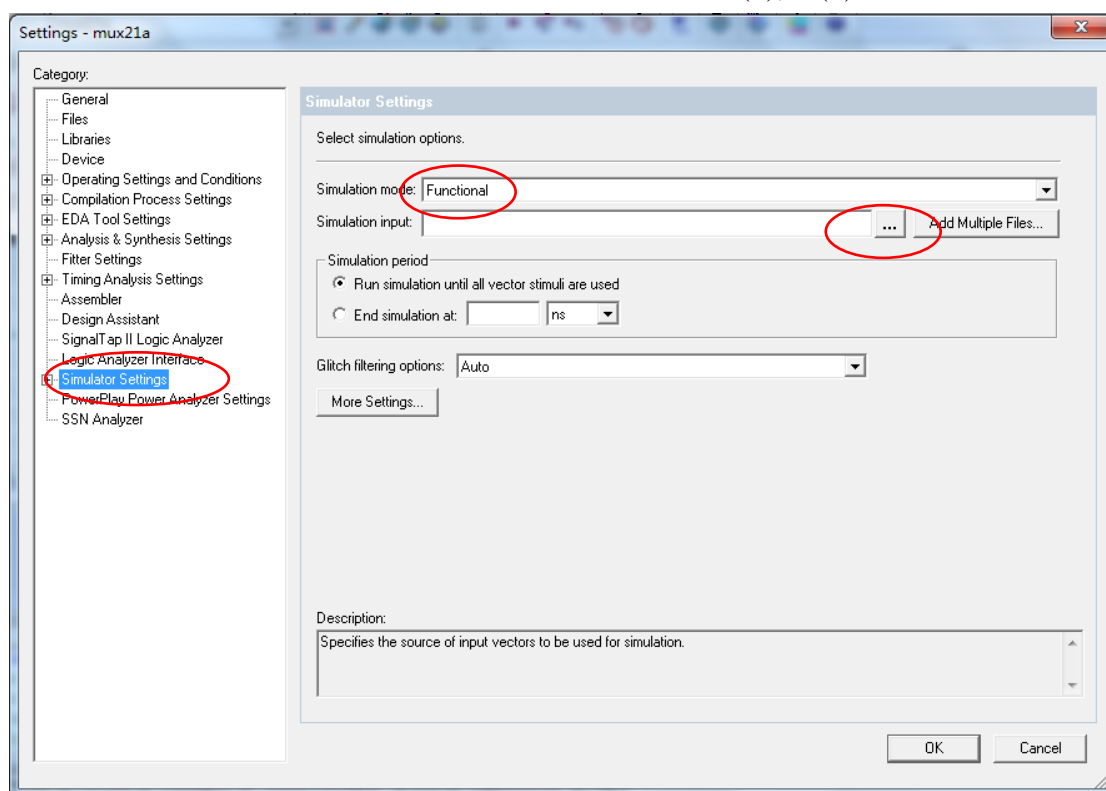 Settings - mux21a
Category:
General
Files
Libraries
Device
Operating Settings and Conditions
Compilation Process Settings
EDA Tool Settings
Analysis & Synthesis Settings
Fitter Settings
Timing Analysis Settings
Assembler
Design Assistant
SignalTap II Logic Analyzer
Logic Analyzer Interface
Simulator Settings
PowerPlay Power Analyzer Settings
SSN Analyzer
Simulator Settings
Select simulation options.
Simulation mode: Functional
Simulation input: ... Add Multiple Files...
Simulation period
Run simulation until all vector stimuli are used
End simulation at: ns
Glitch filtering options: Auto
More Settings...
Description:
Specifies the source of input vectors to be used for simulation.
OK Cancel